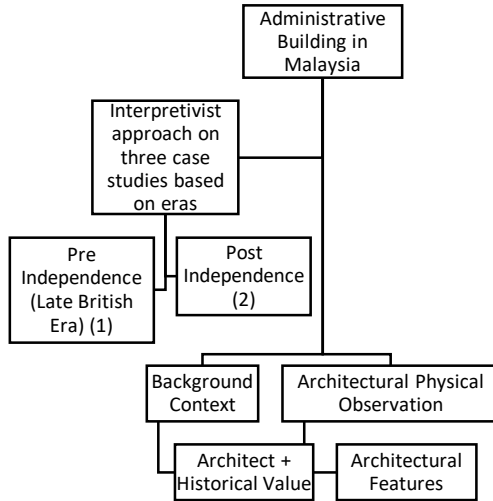 Administrative
Building in
Malaysia
Interpretivist
approach on
three case
studies based
on eras
Pre
Independence
(Late British
Era) (1)
Post
Independence
(2)
Background
Context
Architectural Physical
Observation
Architect +
Historical Value
Architectural
Features